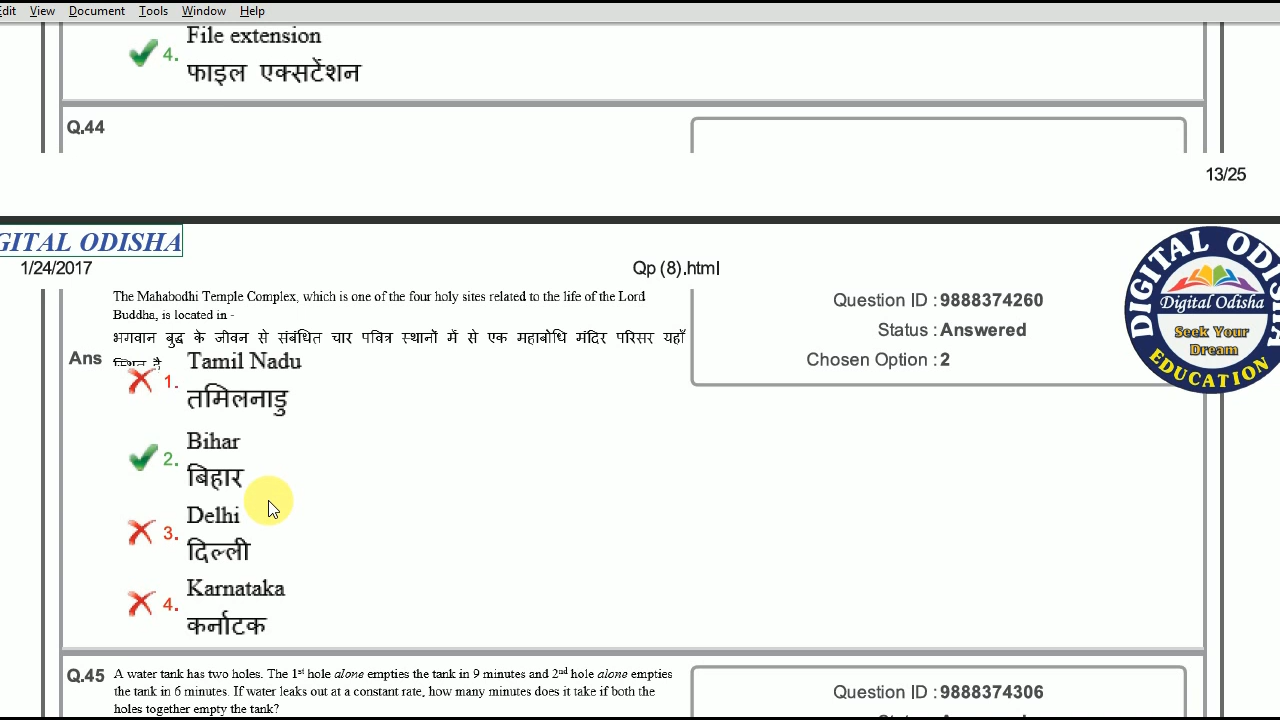 Edit View Document Tools Window Help
File extension
4.
फाइल एक्सटेंशन
Q.44
13/25
GITAL ODISHA
1/24/2017
Qp (8).html
The Mahabodhi Temple Complex, which is one of the four holy sites related to the life of the Lord
Buddha, is located in -
भगवान बुद्ध के जीवन से संबंधित चार पवित्र स्थानों में से एक महाबोधि मंदिर परिसर यहाँ
Question ID : 9888374260
Status : Answered
Chosen Option : 2
DIGITAL ODISHA
Digital Odisha
Seek Your
Dream
EDUCATION
Ans
Tamil Nadu
1.
तमिलनाडु
Bihar
2.
बिहार
Delhi
3.
दिल्ली
Karnataka
4.
कर्नाटक
Q.45
A water tank has two holes. The 1st hole alone empties the tank in 9 minutes and 2nd hole alone empties
the tank in 6 minutes. If water leaks out at a constant rate, how many minutes does it take if both the
holes together empty the tank?
Question ID : 9888374306